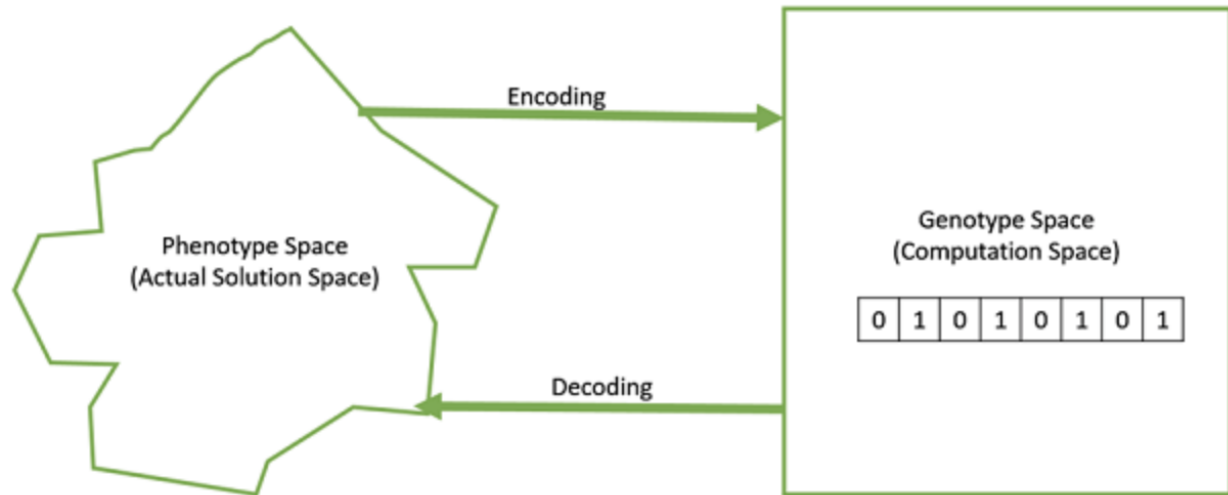 Encoding
Phenotype Space
(Actual Solution Space)
Genotype Space
(Computation Space)
0 1 0 1 0 1 0 1
Decoding